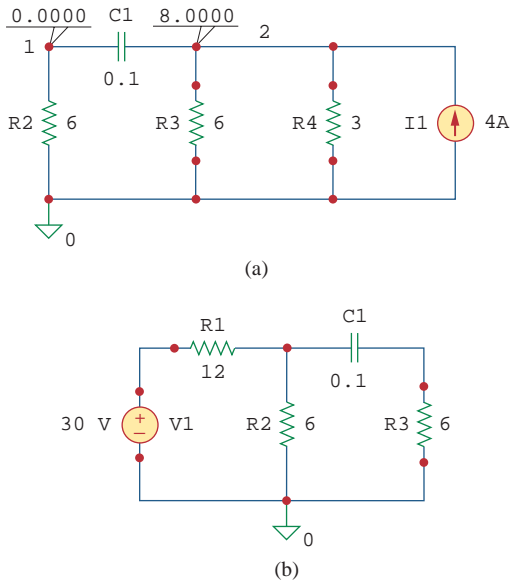 0.0000 C1 8.0000
1 2
0.1
R2 6 R3 6 R4 3 I1 4A
0
(a)
C1
R1
12 0.1
30 V + − V1 R2 6 R3 6
0
(b)